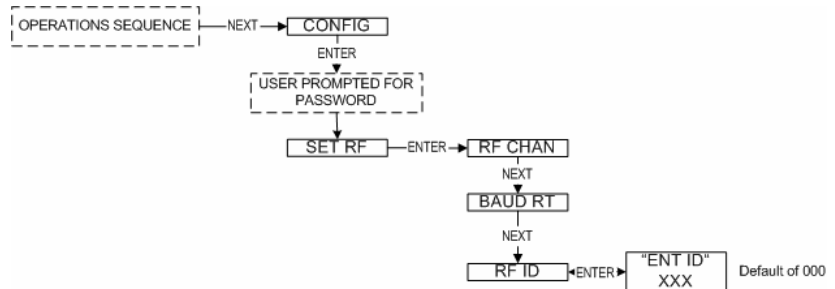 OPERATIONS SEQUENCE
NEXT
CONFIG
ENTER
USER PROMPTED FOR
PASSWORD
SET RF
ENTER
RF CHAN
NEXT
BAUD RT
NEXT
RF ID
ENTER
"ENT ID"
XXX
Default of 000